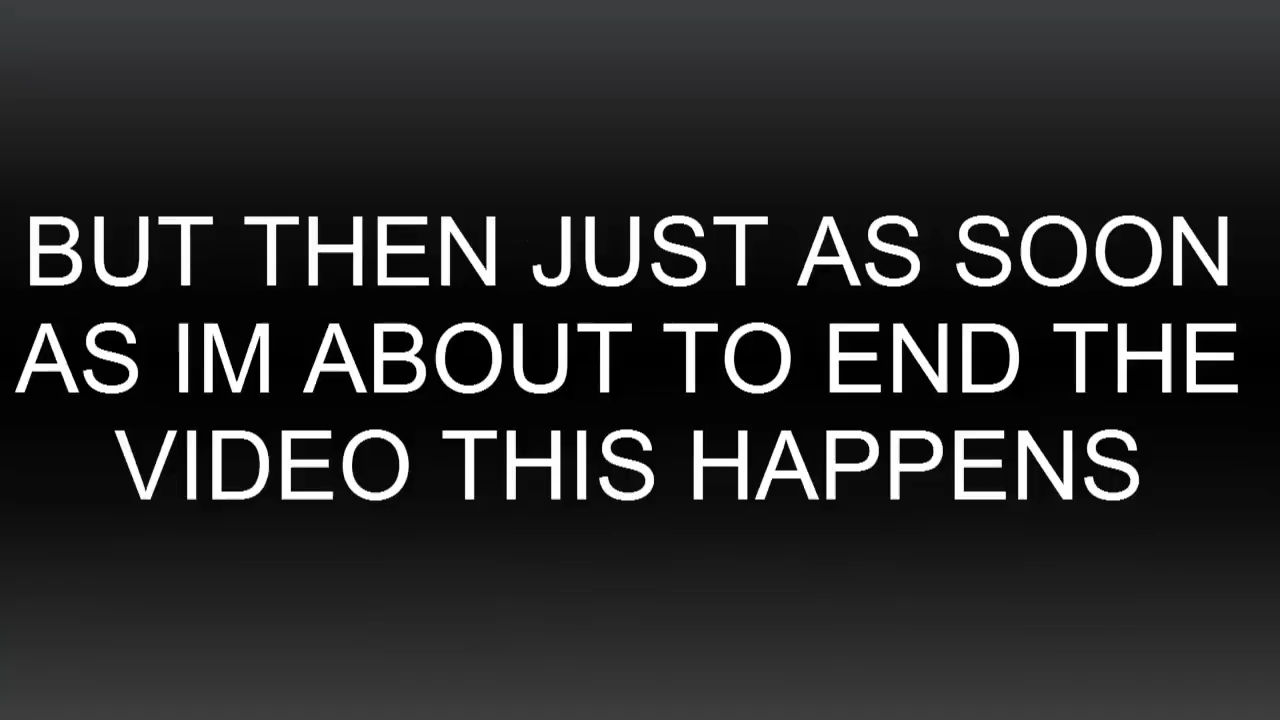 BUT THEN JUST AS SOON
AS IM ABOUT TO END THE
VIDEO THIS HAPPENS